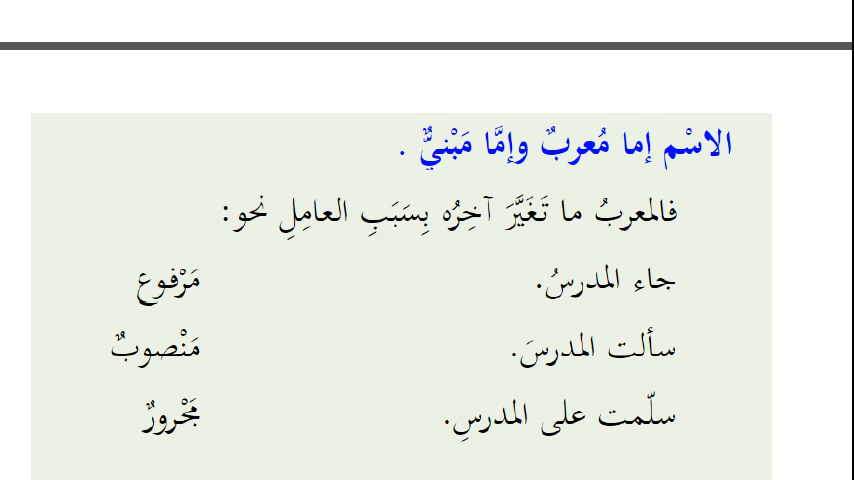 الاسْم إما مُعربٌ وإمَّا مَبْنيٌّ .
فالمعربُ ما تَغَيَّرَ آخِرُه بِسَبَبِ العامِلِ نحو:
جاء المدرسُ. مَرْفوع
سألت المدرسَ. مَنْصوبٌ
سلّمت على المدرسِ. مَجْرورٌ